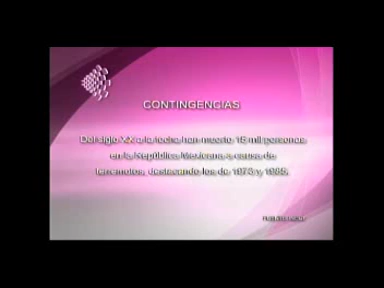 CONTINGENCIAS
Del siglo XX a la fecha han muerto 15 mil personas
en la República Mexicana a causa de
terremotos, destacando los de 1973 y 1985.